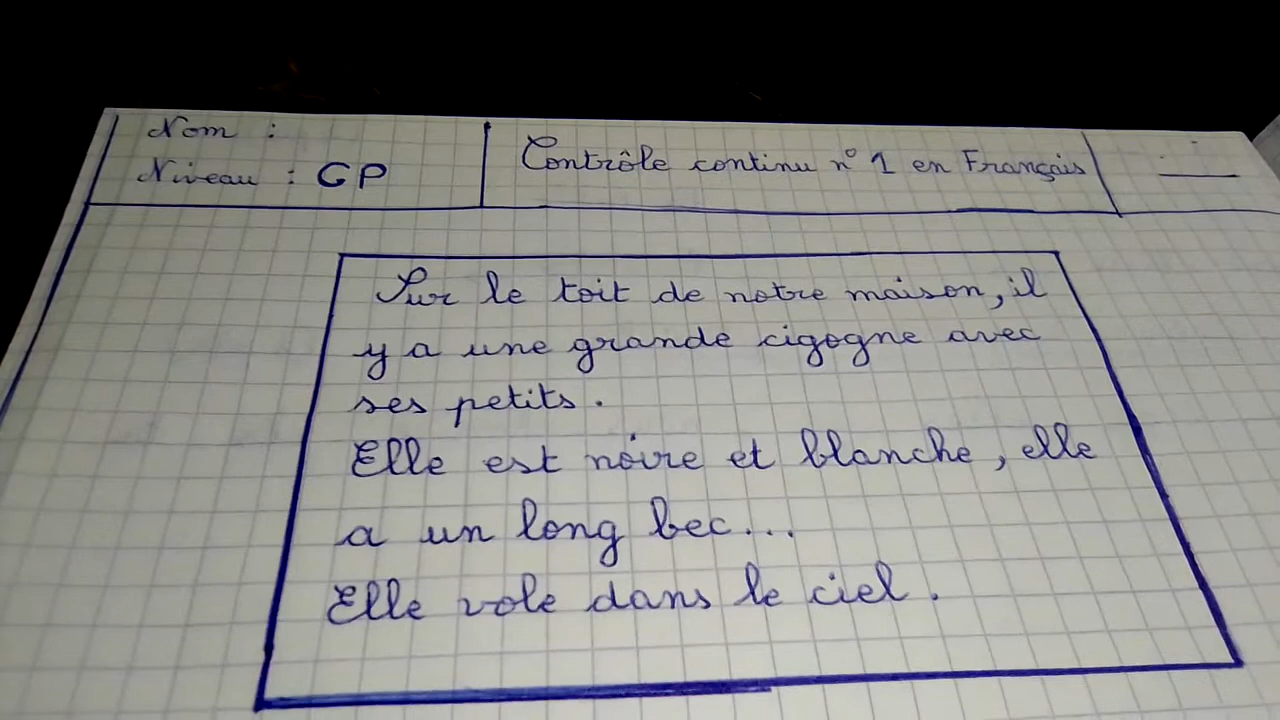 Nom :
Niveau : CP
Contrôle continu n° 1 en Français
Sur le toit de notre maison, il
y a une grande cigogne avec
ses petits.
Elle est noire et blanche, elle
a un long bec...
Elle vole dans le ciel.